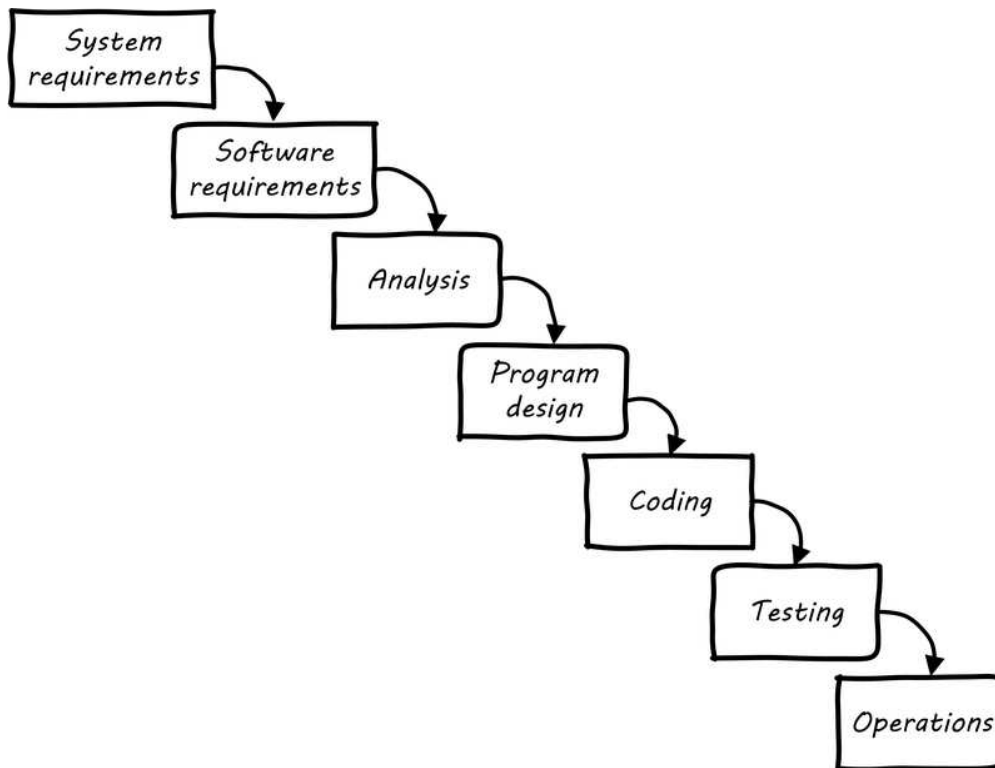 System
requirements
Software
requirements
Analysis
Program
design
Coding
Testing
Operations